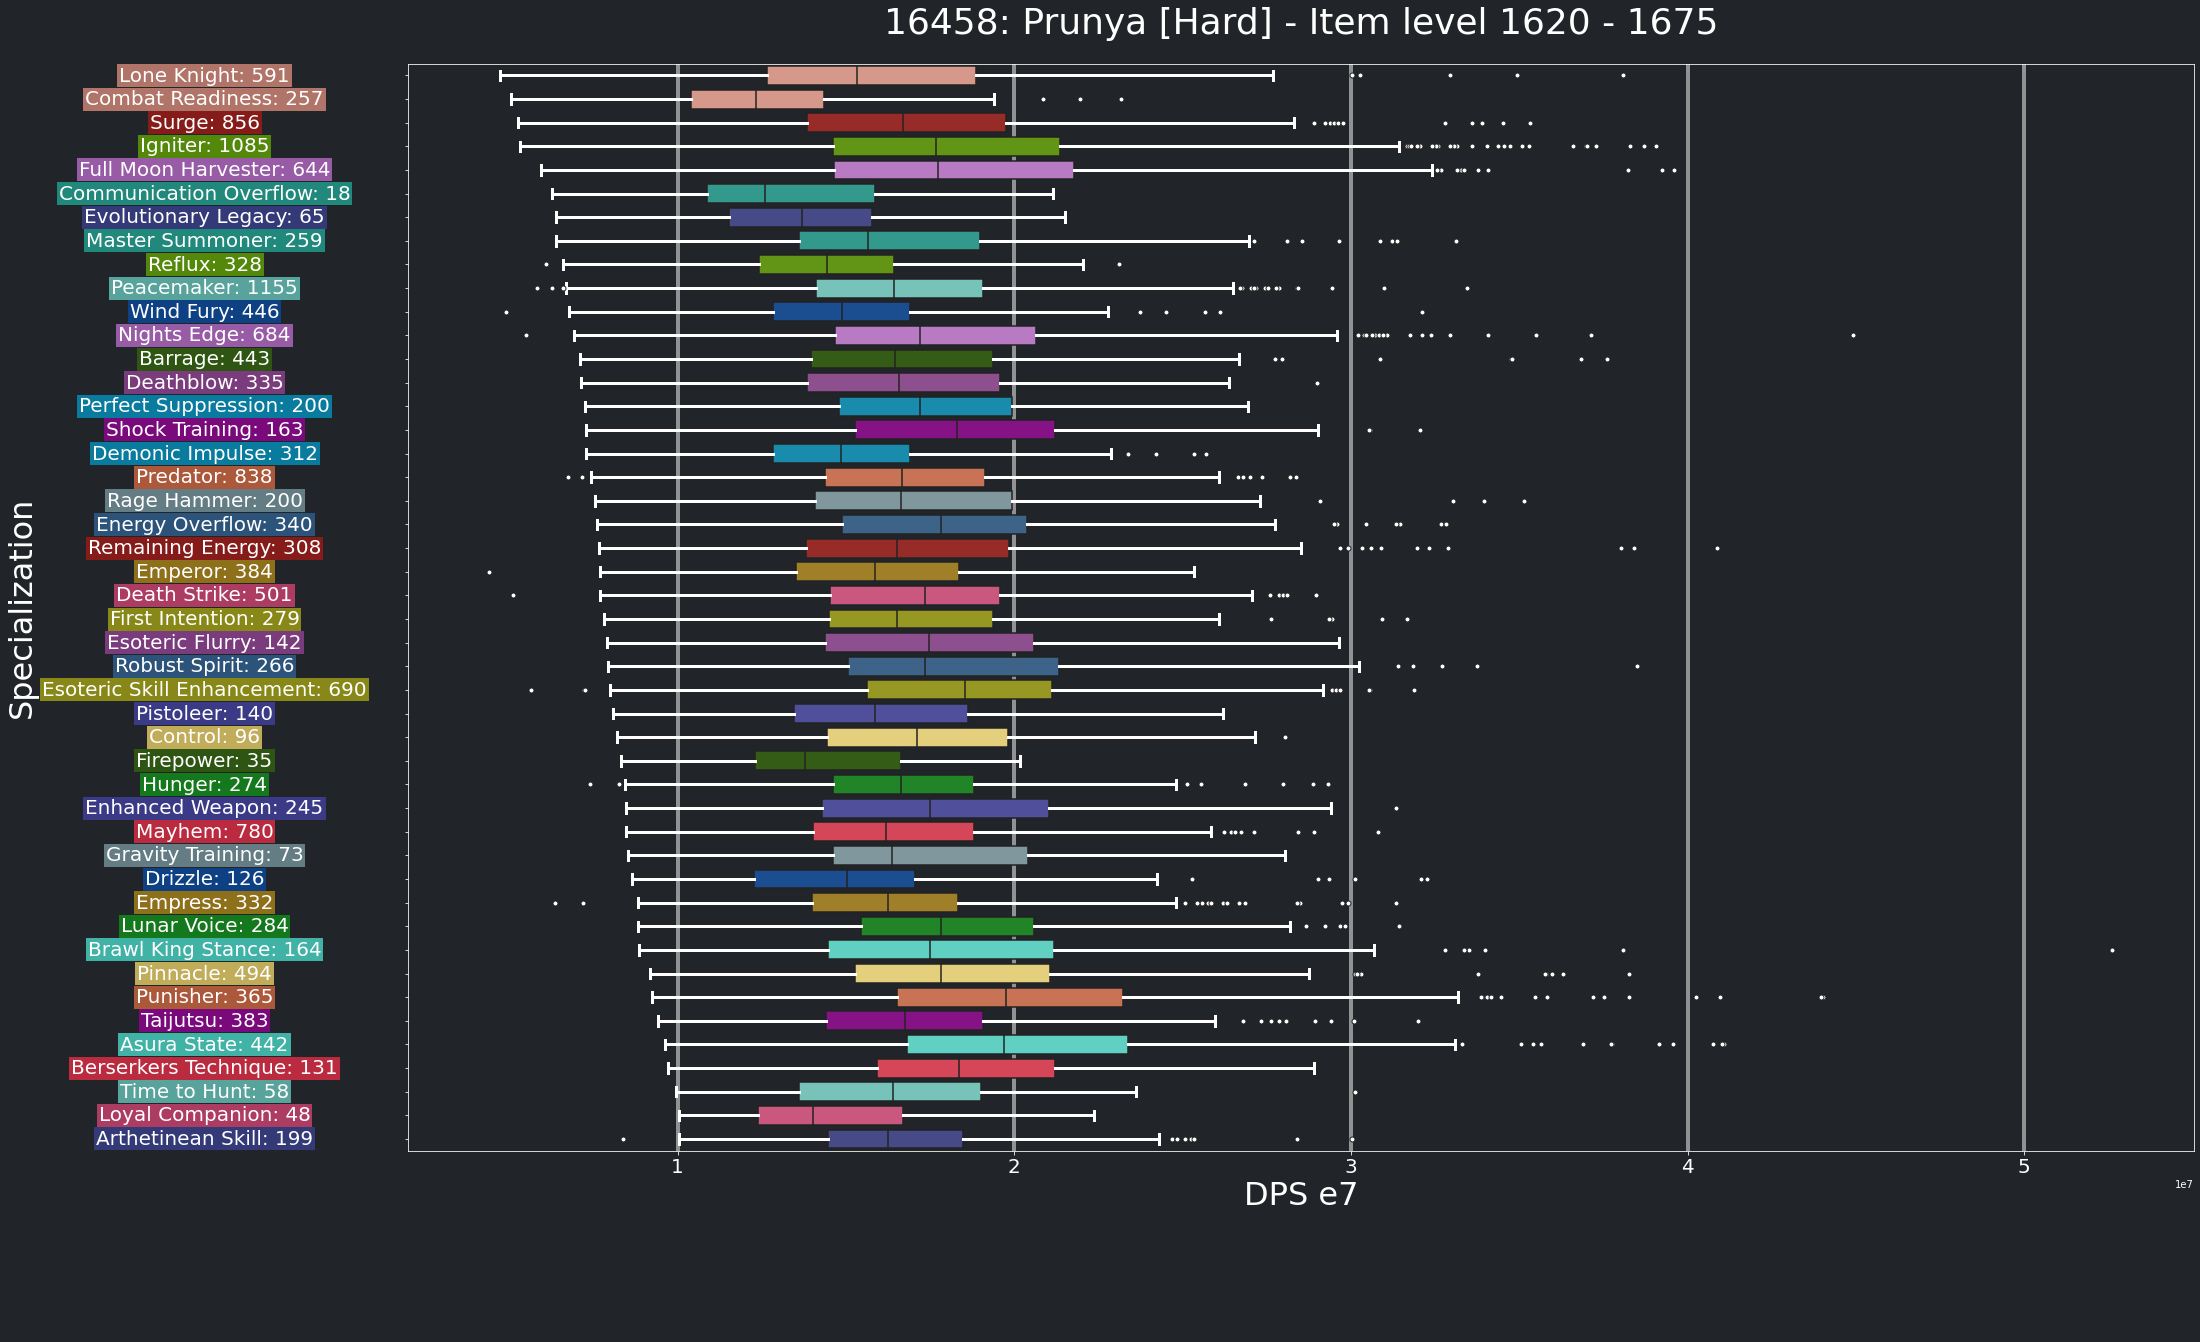 16458: Prunya [Hard] - Item level 1620 - 1675
Specialization
Lone Knight: 591
Combat Readiness: 257
Surge: 856
Igniter: 1085
Full Moon Harvester: 644
Communication Overflow: 18
Evolutionary Legacy: 65
Master Summoner: 259
Reflux: 328
Peacemaker: 1155
Wind Fury: 446
Nights Edge: 684
Barrage: 443
Deathblow: 335
Perfect Suppression: 200
Shock Training: 163
Demonic Impulse: 312
Predator: 838
Rage Hammer: 200
Energy Overflow: 340
Remaining Energy: 308
Emperor: 384
Death Strike: 501
First Intention: 279
Esoteric Flurry: 142
Robust Spirit: 266
Esoteric Skill Enhancement: 690
Pistoleer: 140
Control: 96
Firepower: 35
Hunger: 274
Enhanced Weapon: 245
Mayhem: 780
Gravity Training: 73
Drizzle: 126
Empress: 332
Lunar Voice: 284
Brawl King Stance: 164
Pinnacle: 494
Punisher: 365
Taijutsu: 383
Asura State: 442
Berserkers Technique: 131
Time to Hunt: 58
Loyal Companion: 48
Arthetinean Skill: 199
1 2 3 4 5
DPS e7
1e7